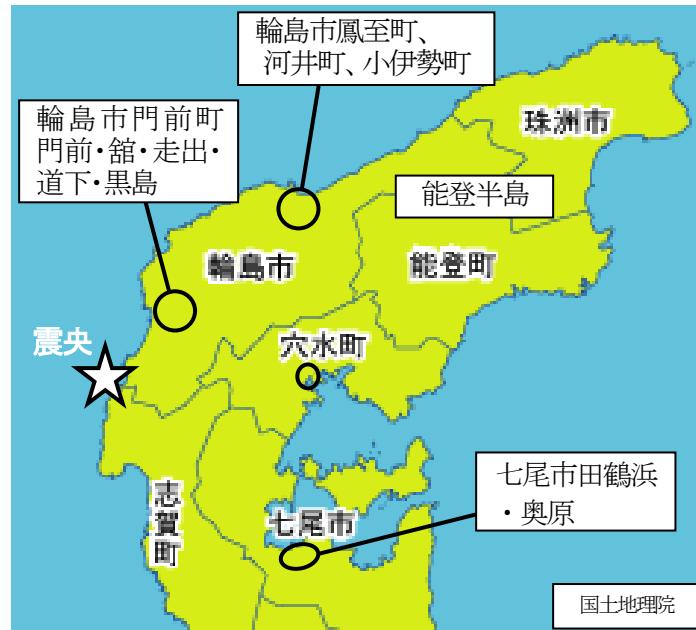 輪島市鳳至町、
河井町、小伊勢町
輪島市門前町
門前・舘・走出・
道下・黒島
珠洲市
能登半島
輪島市
能登町
震央
穴水町
七尾市田鶴浜
・奥原
志賀町
七尾市
国土地理院